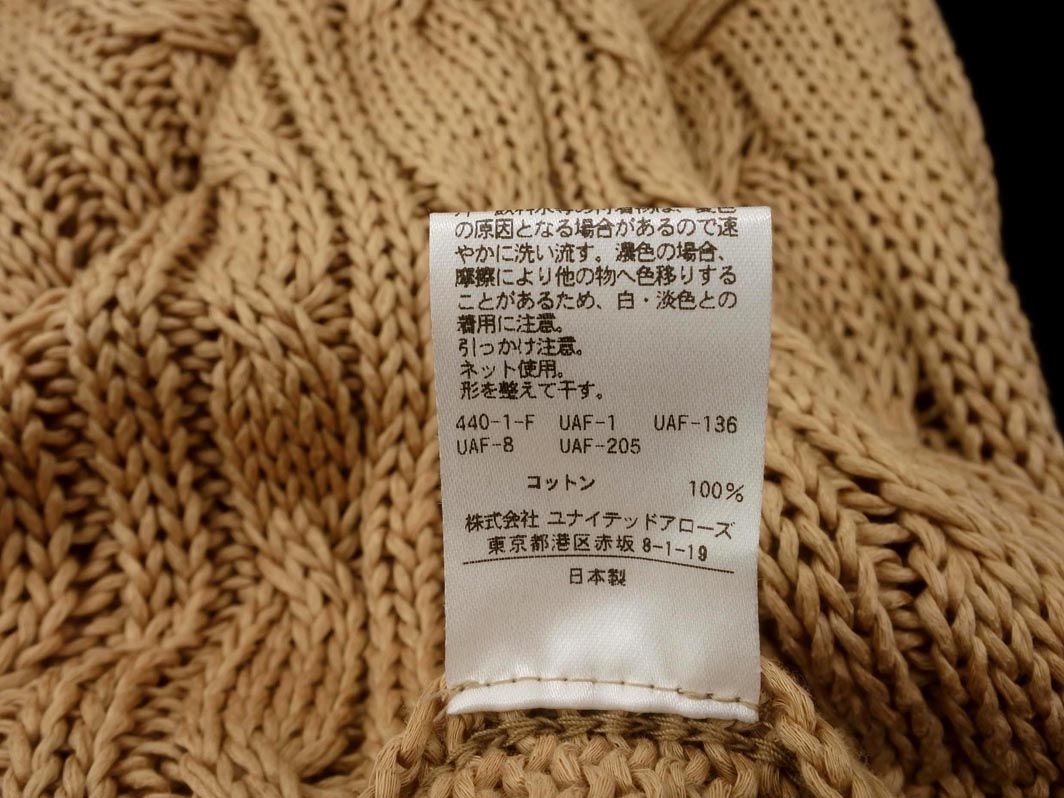 の原因となる場合があるので速
やかに洗い流す。濃色の場合、
摩擦により他の物へ色移りする
ことがあるため、白・淡色との
着用に注意。
引っかけ注意。
ネット使用。
形を整えて干す。
440-1-F UAF-1 UAF-136
UAF-8 UAF-205
コットン 100%
株式会社 ユナイテッドアローズ
東京都港区赤坂 8-1-19
日本製